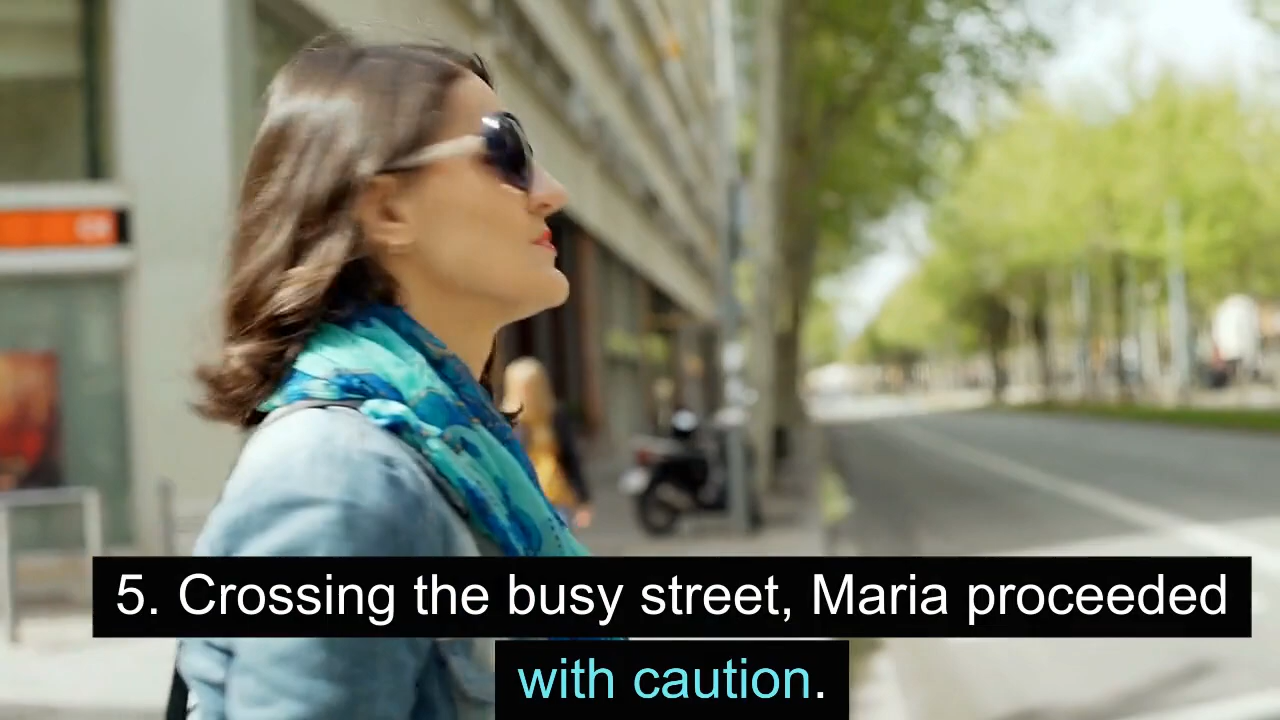 5. Crossing the busy street, Maria proceeded
with caution.